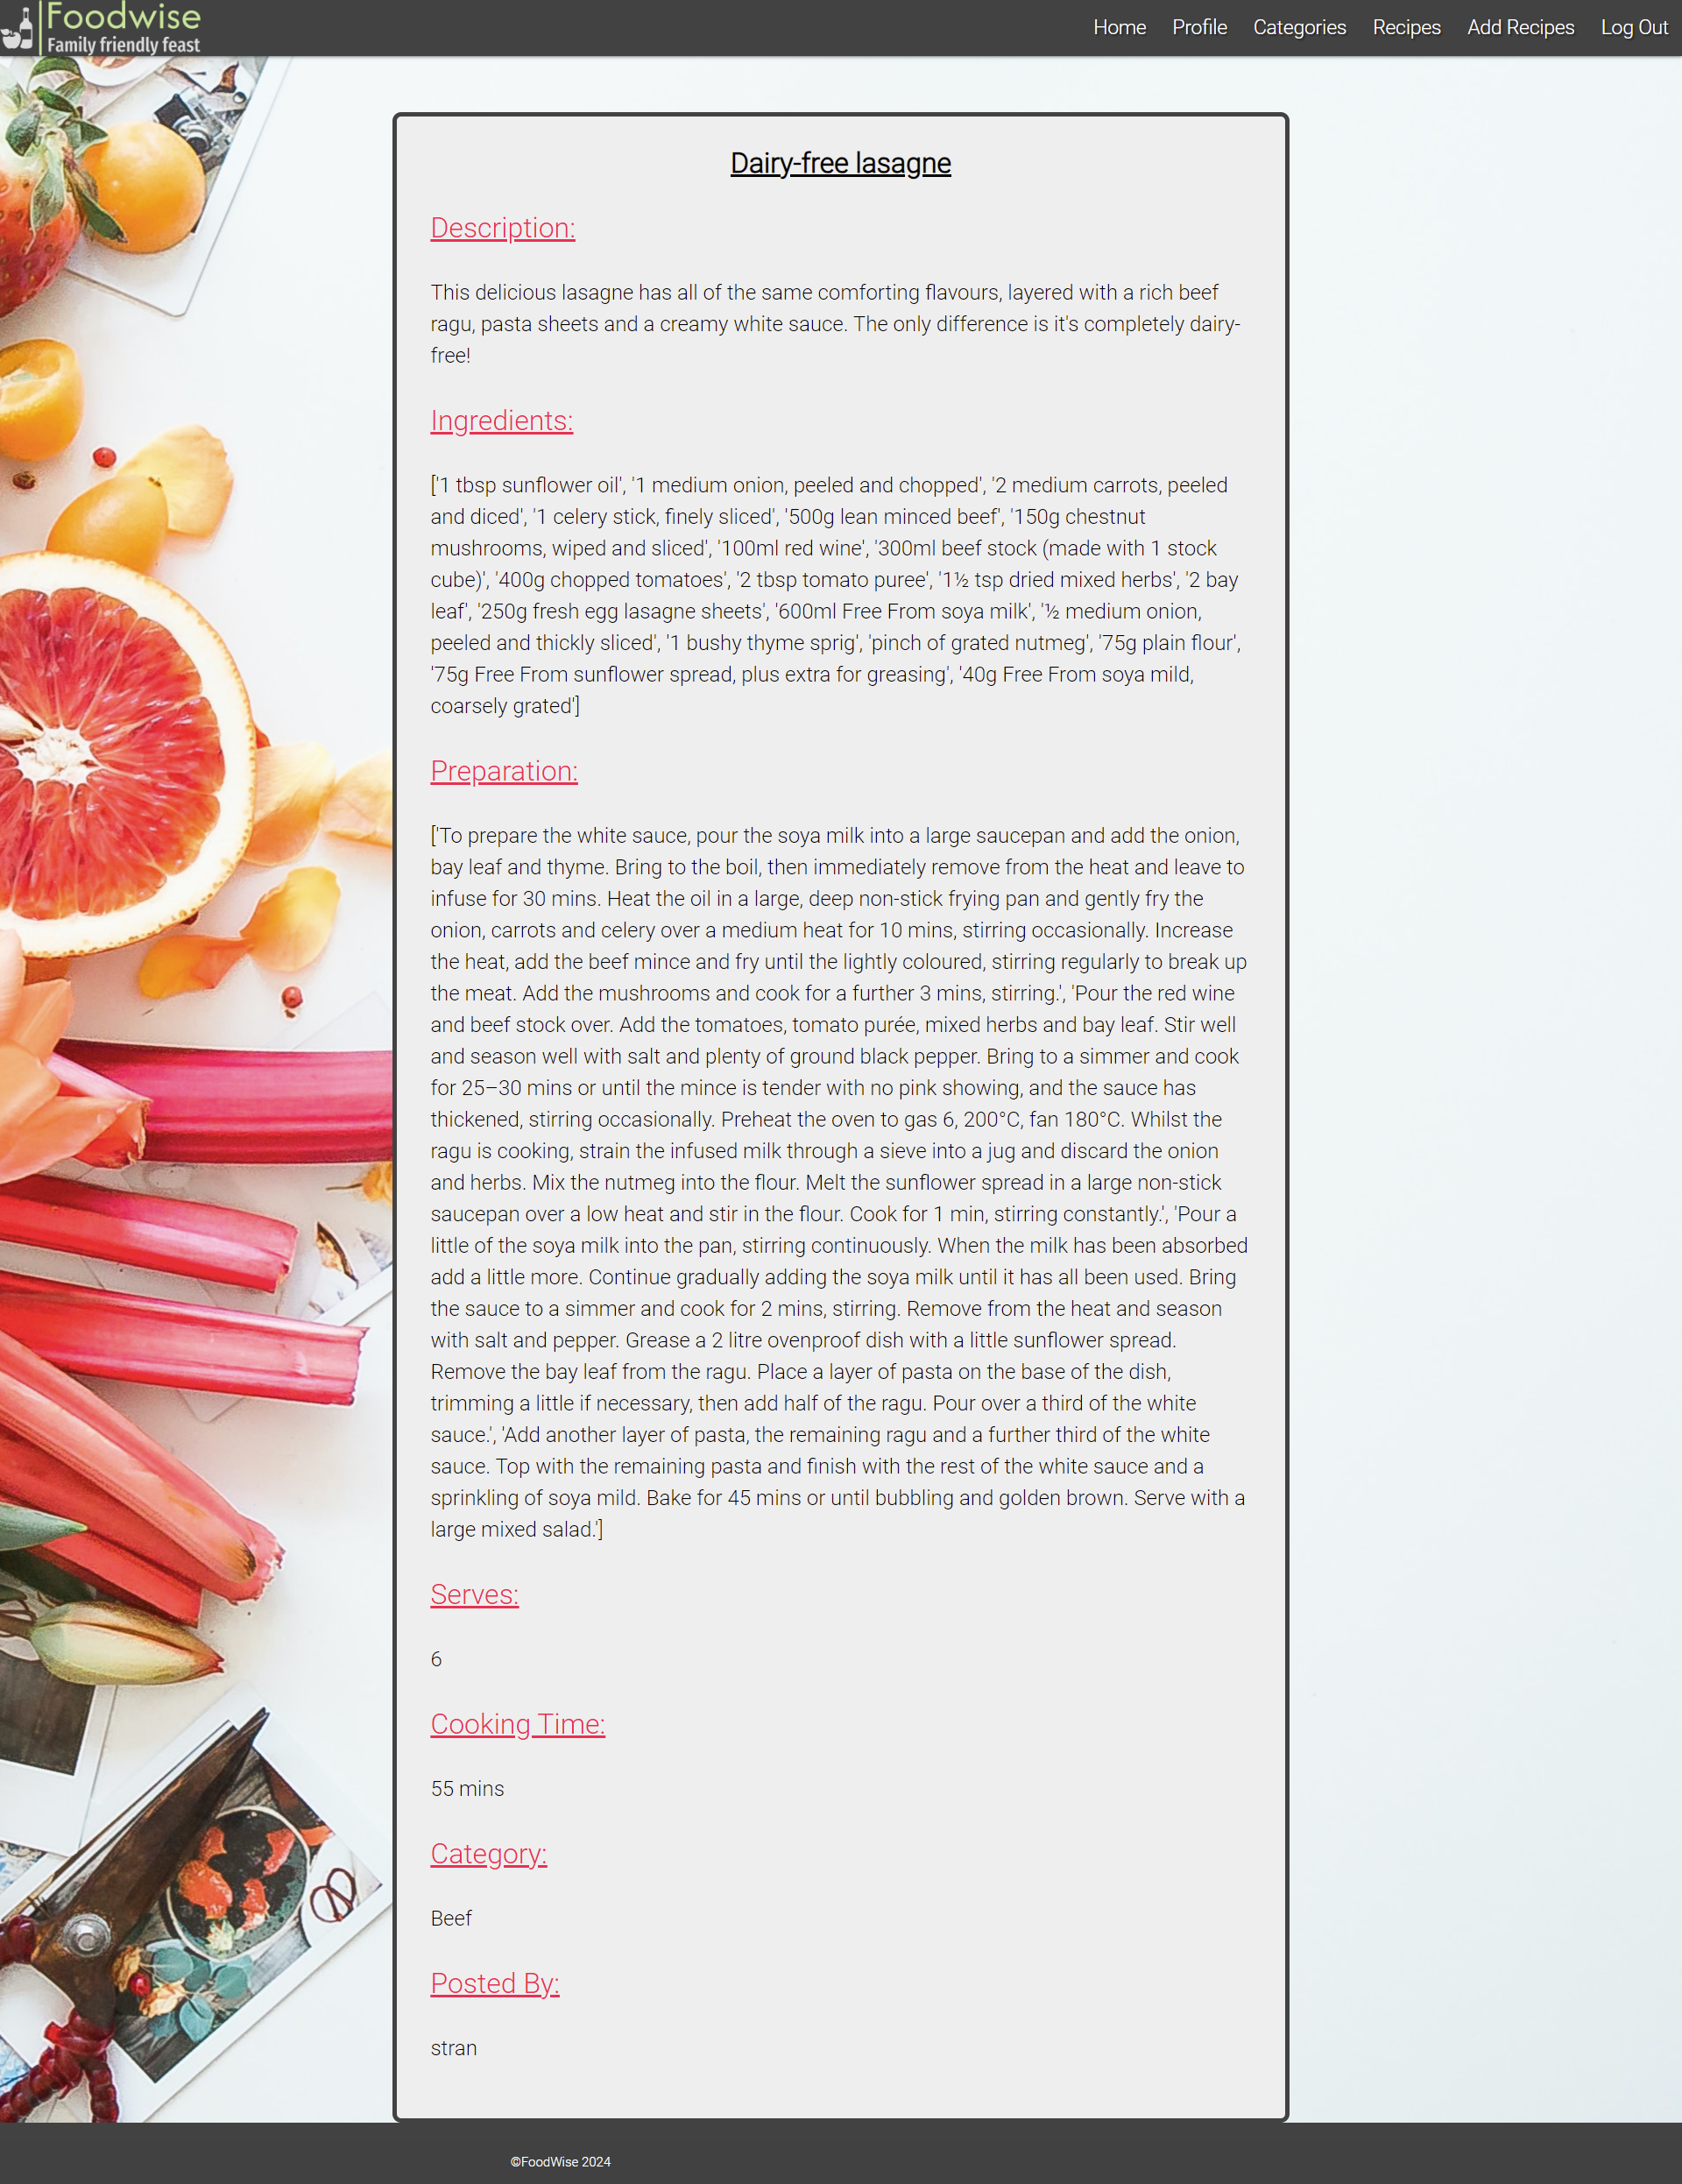 Foodwise
Family friendly feast
Home Profile Categories Recipes Add Recipes Log Out
Dairy-free lasagne
Description:
This delicious lasagne has all of the same comforting flavours, layered with a rich beef
ragu, pasta sheets and a creamy white sauce. The only difference is it's completely dairy-
free!
Ingredients:
['1 tbsp sunflower oil', '1 medium onion, peeled and chopped', '2 medium carrots, peeled
and diced', '1 celery stick, finely sliced', '500g lean minced beef', '150g chestnut
mushrooms, wiped and sliced', '100ml red wine', '300ml beef stock (made with 1 stock
cube)', '400g chopped tomatoes', '2 tbsp tomato puree', '1½ tsp dried mixed herbs', '2 bay
leaf', '250g fresh egg lasagne sheets', '600ml Free From soya milk', '½ medium onion,
peeled and thickly sliced', '1 bushy thyme sprig', 'pinch of grated nutmeg', '75g plain flour',
'75g Free From sunflower spread, plus extra for greasing', '40g Free From soya mild,
coarsely grated']
Preparation:
['To prepare the white sauce, pour the soya milk into a large saucepan and add the onion,
bay leaf and thyme. Bring to the boil, then immediately remove from the heat and leave to
infuse for 30 mins. Heat the oil in a large, deep non-stick frying pan and gently fry the
onion, carrots and celery over a medium heat for 10 mins, stirring occasionally. Increase
the heat, add the beef mince and fry until the lightly coloured, stirring regularly to break up
the meat. Add the mushrooms and cook for a further 3 mins, stirring.', 'Pour the red wine
and beef stock over. Add the tomatoes, tomato purée, mixed herbs and bay leaf. Stir well
and season well with salt and plenty of ground black pepper. Bring to a simmer and cook
for 25–30 mins or until the mince is tender with no pink showing, and the sauce has
thickened, stirring occasionally. Preheat the oven to gas 6, 200°C, fan 180°C. Whilst the
ragu is cooking, strain the infused milk through a sieve into a jug and discard the onion
and herbs. Mix the nutmeg into the flour. Melt the sunflower spread in a large non-stick
saucepan over a low heat and stir in the flour. Cook for 1 min, stirring constantly.', 'Pour a
little of the soya milk into the pan, stirring continuously. When the milk has been absorbed
add a little more. Continue gradually adding the soya milk until it has all been used. Bring
the sauce to a simmer and cook for 2 mins, stirring. Remove from the heat and season
with salt and pepper. Grease a 2 litre ovenproof dish with a little sunflower spread.
Remove the bay leaf from the ragu. Place a layer of pasta on the base of the dish,
trimming a little if necessary, then add half of the ragu. Pour over a third of the white
sauce.', 'Add another layer of pasta, the remaining ragu and a further third of the white
sauce. Top with the remaining pasta and finish with the rest of the white sauce and a
sprinkling of soya mild. Bake for 45 mins or until bubbling and golden brown. Serve with a
large mixed salad.']
Serves:
6
Cooking Time:
55 mins
Category:
Beef
Posted By:
stran
©FoodWise 2024